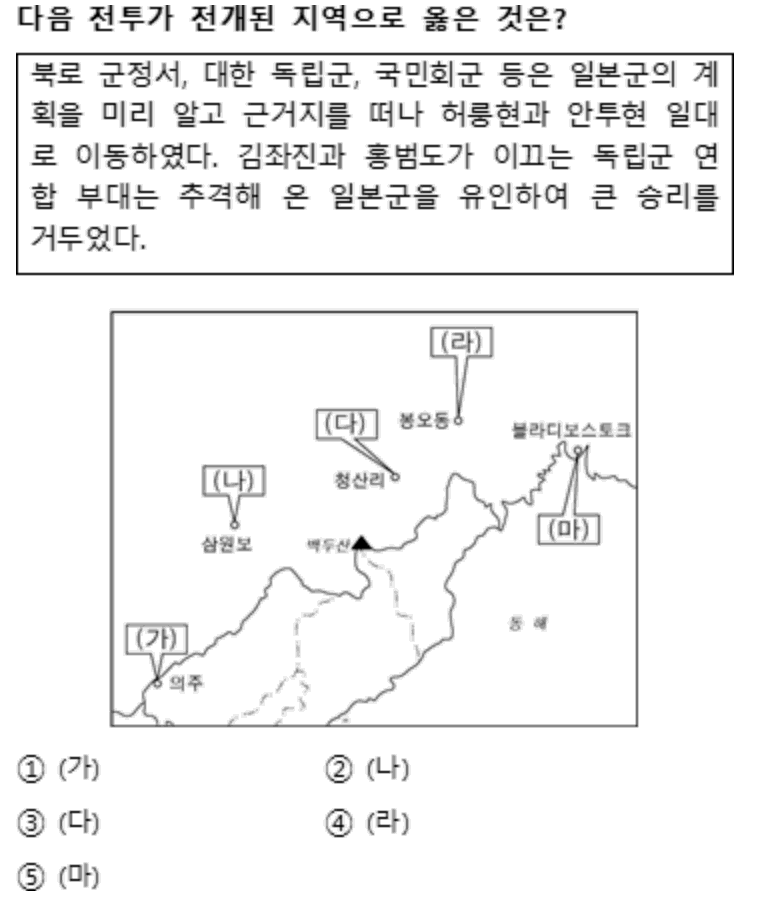 다음 전투가 전개된 지역으로 옳은 것은?
북로 군정서, 대한 독립군, 국민회군 등은 일본군의 계
획을 미리 알고 근거지를 떠나 허룽현과 안투현 일대
로 이동하였다. 김좌진과 홍범도가 이끄는 독립군 연
합 부대는 추격해 온 일본군을 유인하여 큰 승리를
거두었다.
(라)
(다)
봉오동
블라디보스토크
(나)
청산리
(마)
삼원보
백두산
동 해
(가)
의주
① (가)
② (나)
③ (다)
④ (라)
⑤ (마)